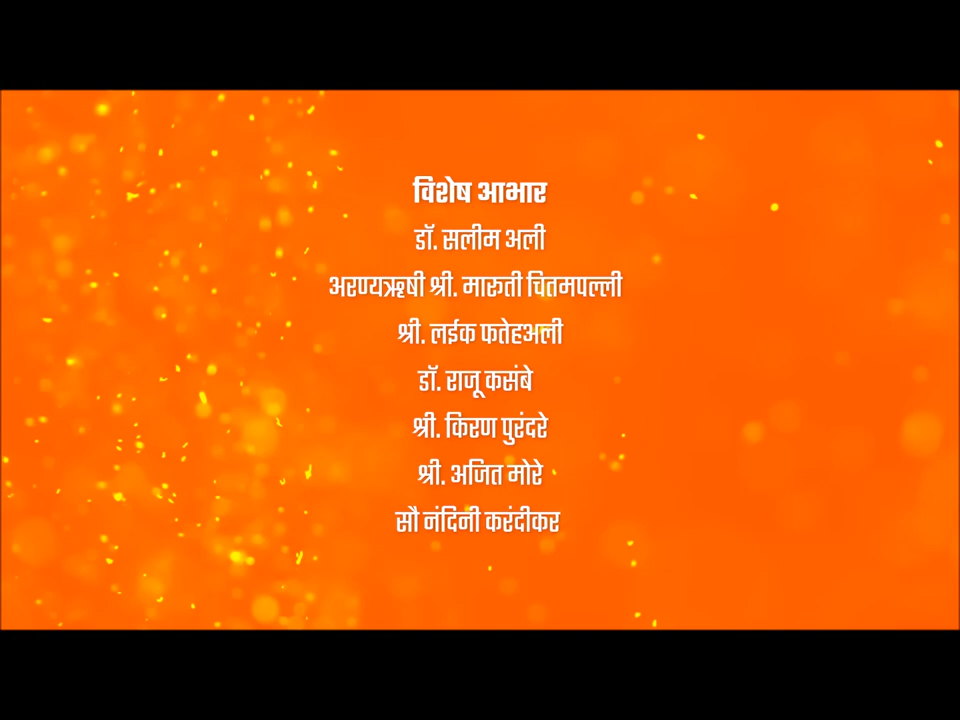 विशेष आभार
डॉ. सलीम अली
अरण्यऋषी श्री. मारूती चितमपल्ली
श्री. लईक फतेहअली
डॉ. राजू कसंबे
श्री. किरण पुरंदरे
श्री. अजित मोरे
सौ नंदिनी करंदीकर